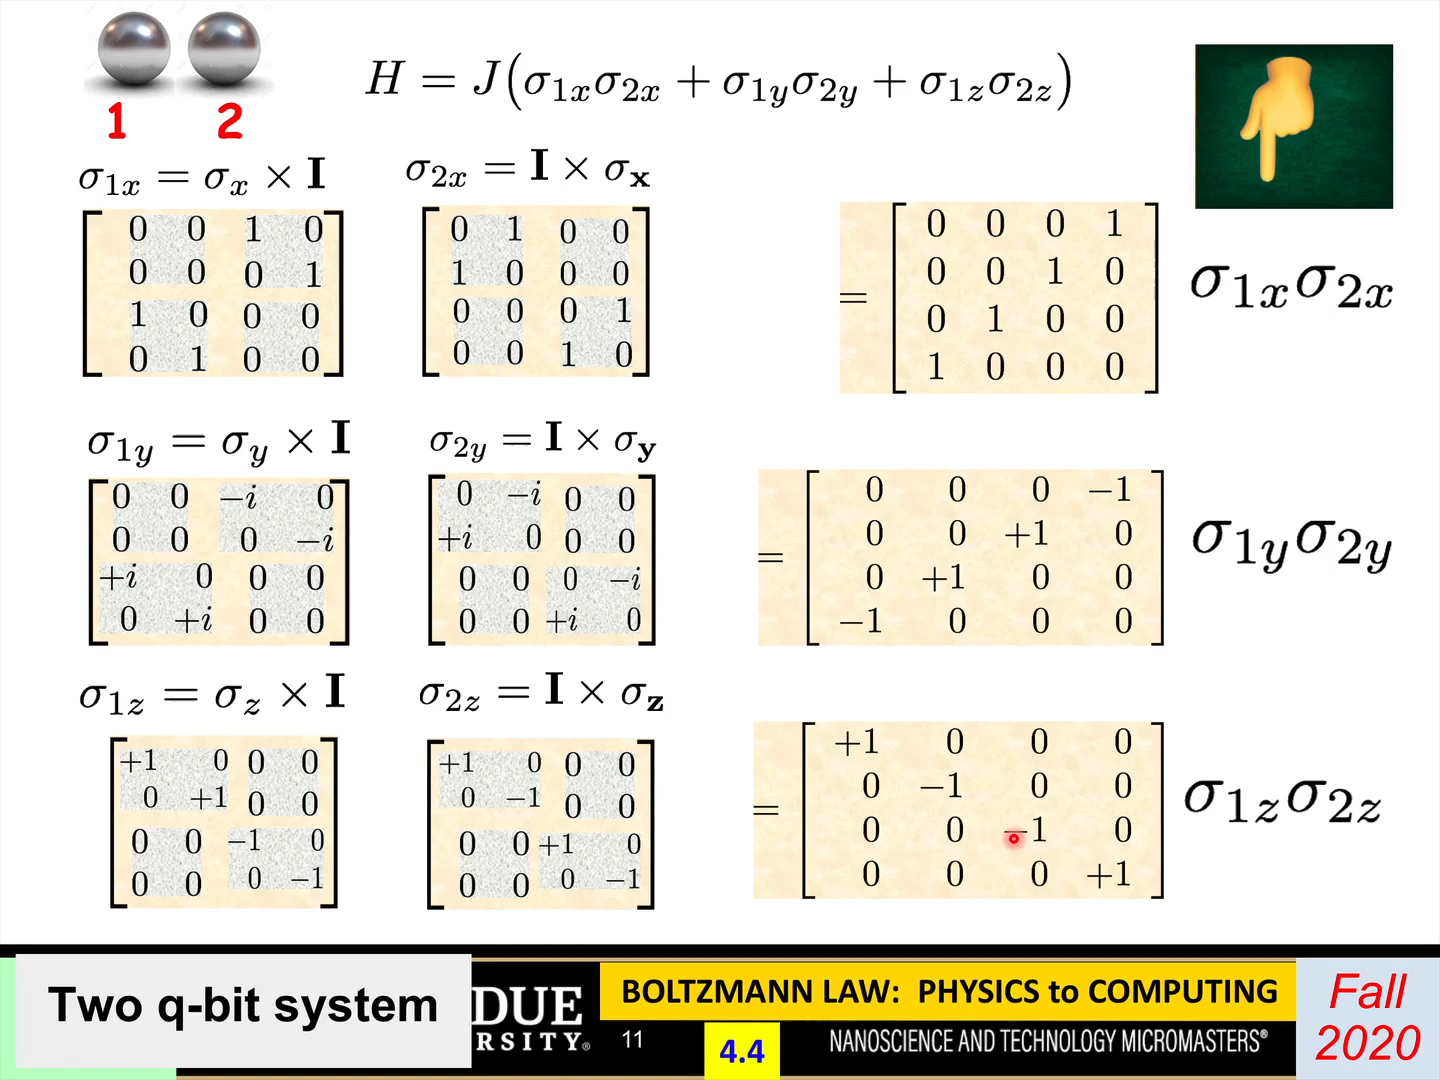 H = J(σ1xσ2x + σ1yσ2y + σ1zσ2z)
1 2
σ1x = σx × I
0 0 1 0
0 0 0 1
1 0 0 0
0 1 0 0
σ2x = I × σx
0 1 0 0
1 0 0 0
0 0 0 1
0 0 1 0
=
0 0 0 1
0 0 1 0
0 1 0 0
1 0 0 0
σ1xσ2x
σ1y = σy × I
0 0 −i 0
0 0 0 −i
+i 0 0 0
0 +i 0 0
σ2y = I × σy
0 −i 0 0
+i 0 0 0
0 0 0 −i
0 0 +i 0
=
0 0 0 −1
0 0 +1 0
0 +1 0 0
−1 0 0 0
σ1yσ2y
σ1z = σz × I
+1 0 0 0
0 +1 0 0
0 0 −1 0
0 0 0 −1
σ2z = I × σz
+1 0 0 0
0 −1 0 0
0 0 +1 0
0 0 0 −1
=
+1 0 0 0
0 −1 0 0
0 0 −1 0
0 0 0 +1
σ1zσ2z
Two q-bit system
DUE
RSITY®
11
BOLTZMANN LAW: PHYSICS to COMPUTING
4.4
NANOSCIENCE AND TECHNOLOGY MICROMASTERS®
Fall
2020